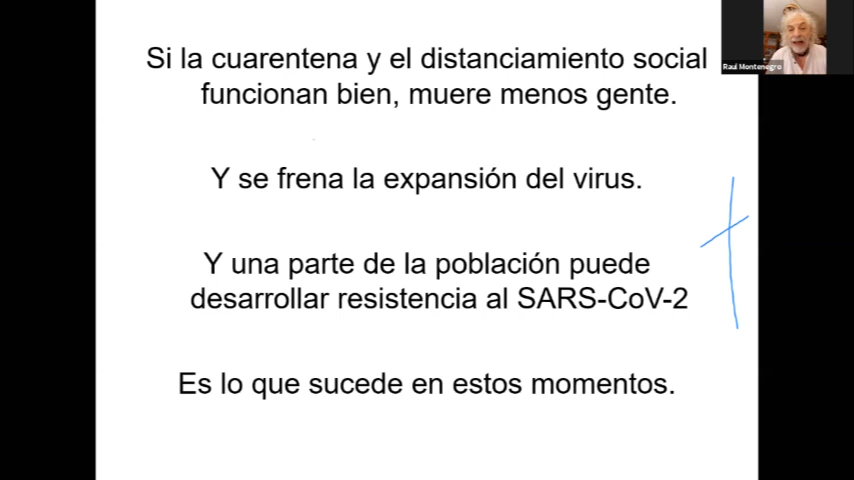 Si la cuarentena y el distanciamiento social
funcionan bien, muere menos gente.
Y se frena la expansión del virus.
Y una parte de la población puede
desarrollar resistencia al SARS-CoV-2
Es lo que sucede en estos momentos.
Raul Montenegro